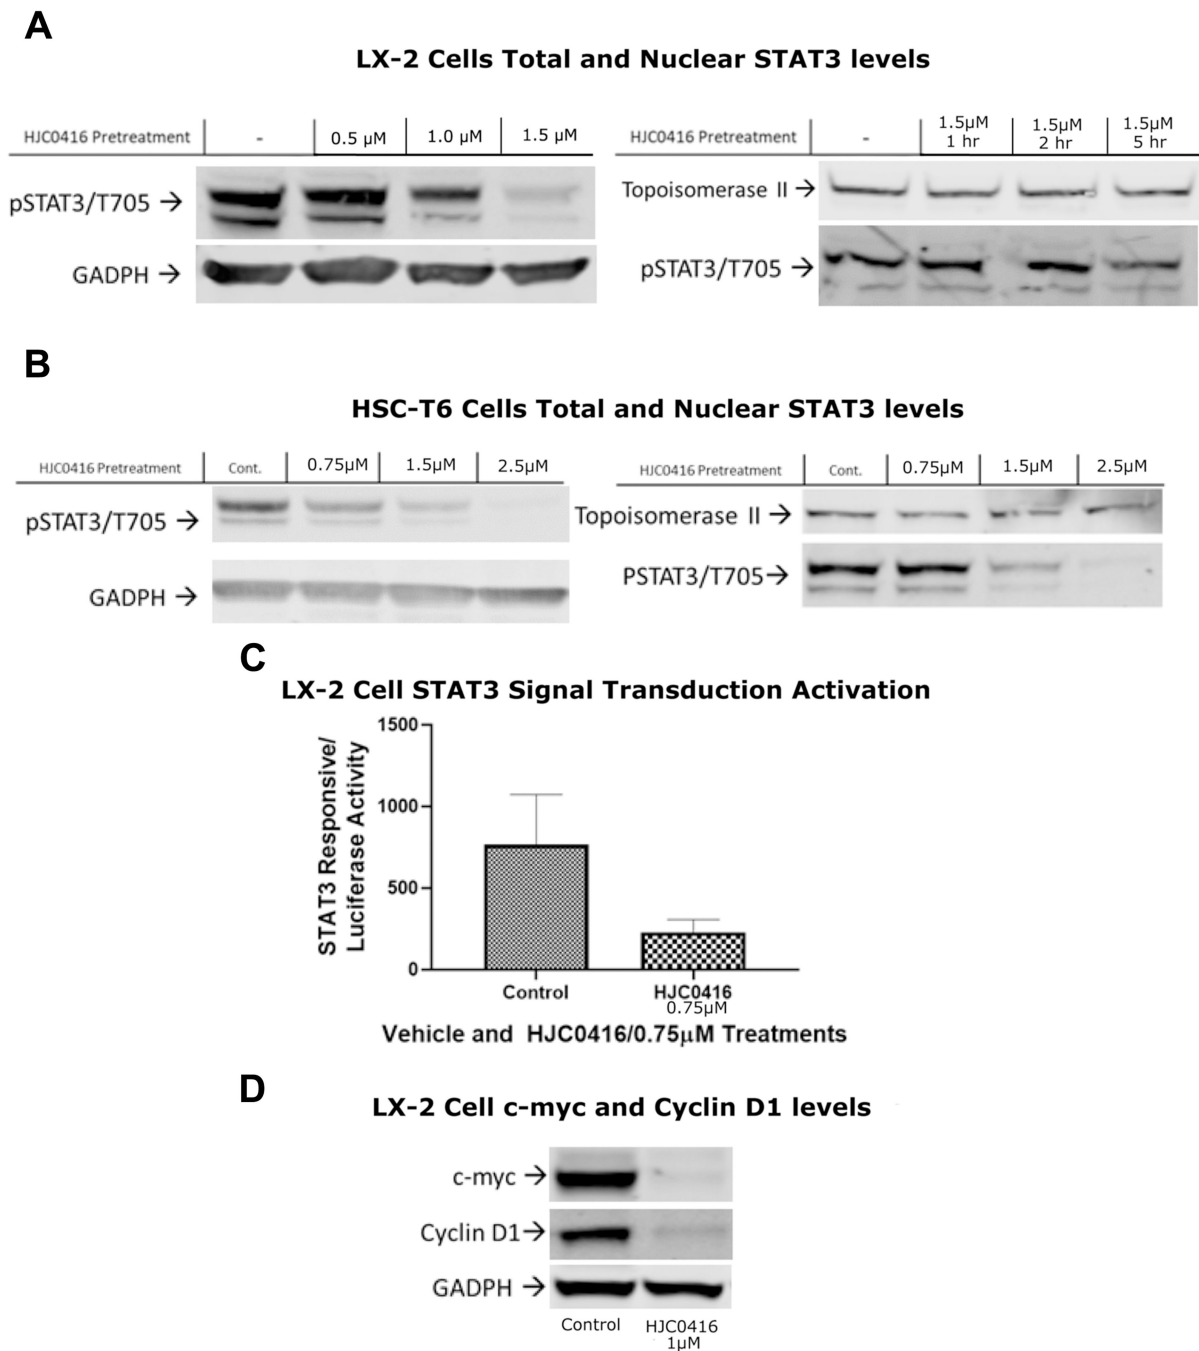 A
LX-2 Cells Total and Nuclear STAT3 levels
HJC0416 Pretreatment - 0.5 µM 1.0 µM 1.5 µM
pSTAT3/T705 →
GADPH →
HJC0416 Pretreatment - 1.5µM 1 hr 1.5µM 2 hr 1.5µM 5 hr
Topoisomerase II →
pSTAT3/T705 →
B
HSC-T6 Cells Total and Nuclear STAT3 levels
HJC0416 Pretreatment Cont. 0.75µM 1.5µM 2.5µM
pSTAT3/T705 →
GADPH →
HJC0416 Pretreatment Cont. 0.75µM 1.5µM 2.5µM
Topoisomerase II →
PSTAT3/T705→
C
LX-2 Cell STAT3 Signal Transduction Activation
STAT3 Responsive/
Luciferase Activity
1500
1000
500
0
Control
HJC0416
0.75µM
Vehicle and HJC0416/0.75µM Treatments
D
LX-2 Cell c-myc and Cyclin D1 levels
c-myc →
Cyclin D1→
GADPH →
Control HJC0416
1µM